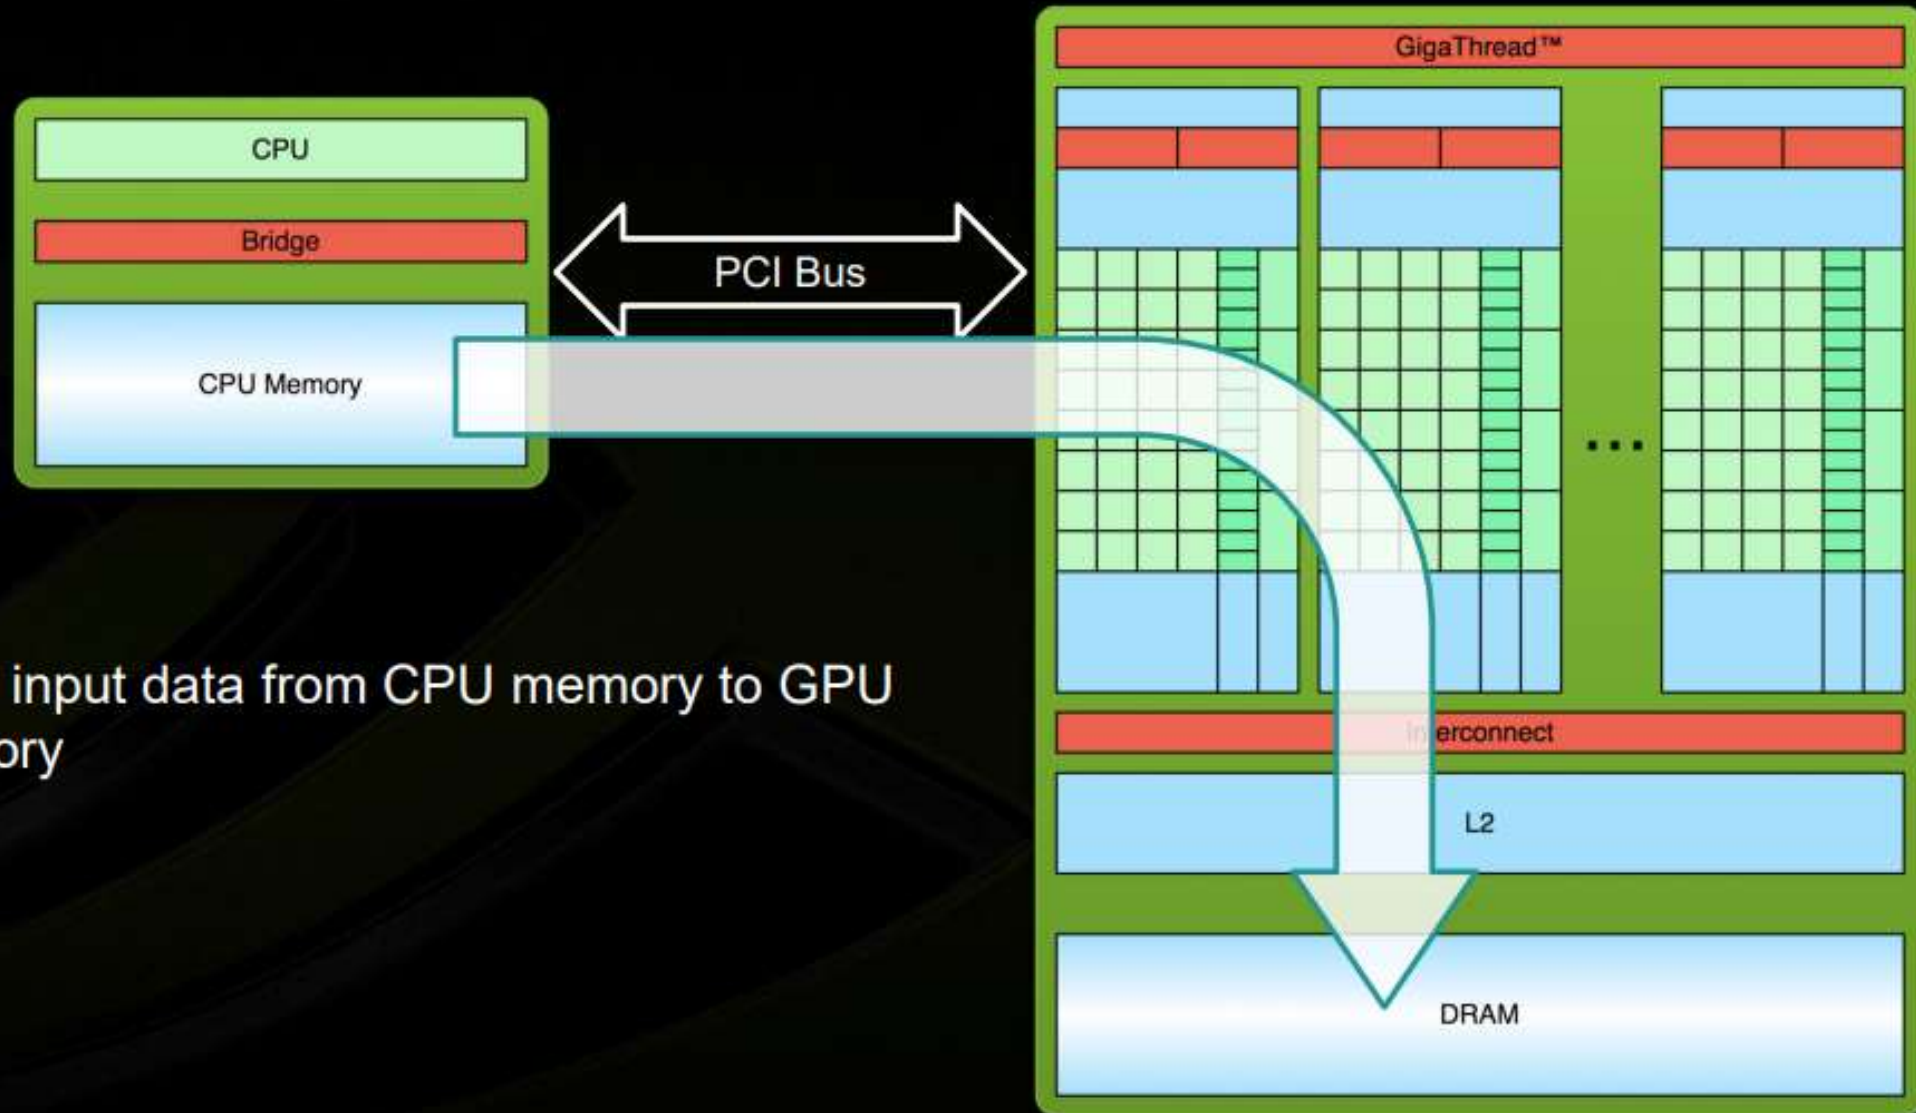 GigaThread™
CPU
Bridge
PCI Bus
CPU Memory
...
input data from CPU memory to GPU
ory
erconnect
L2
DRAM